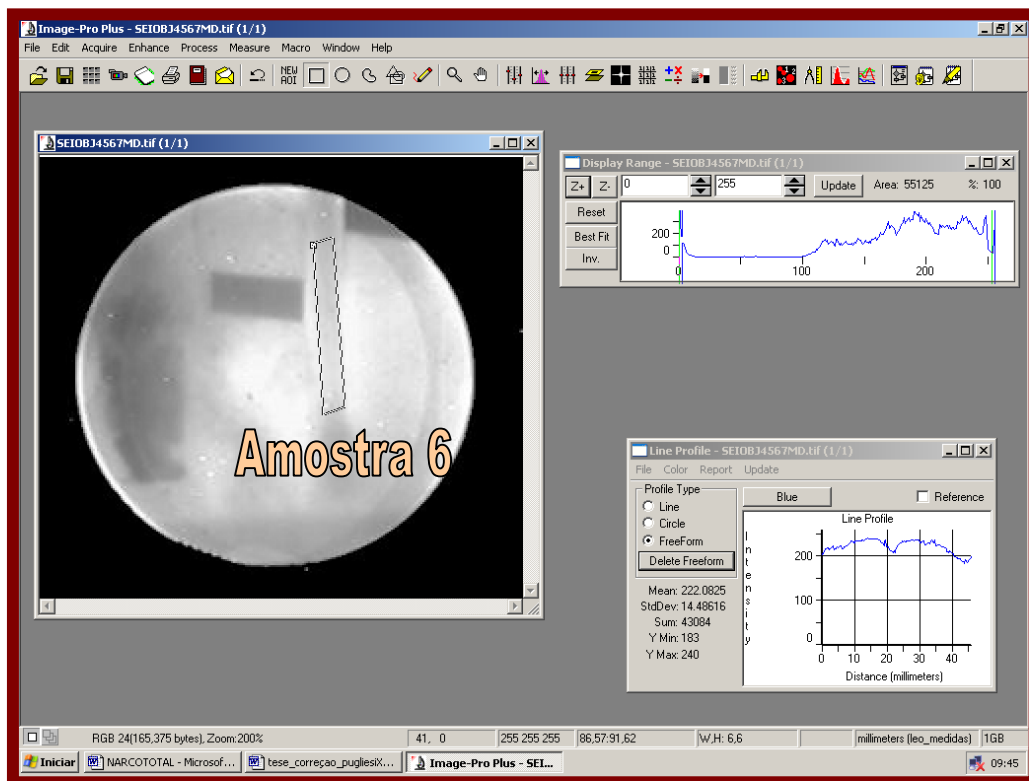 Image-Pro Plus - SEIOBJ4567MD.tif (1/1)
File Edit Acquire Enhance Process Measure Macro Window Help
NEW
AOI
SEIOBJ4567MD.tif (1/1)
Amostra 6
Display Range - SEIOBJ4567MD.tif (1/1)
Z+ Z- 0 255 Update Area: 55125 %: 100
Reset
Best Fit
Inv.
200
0
0 100 200
Line Profile - SEIOBJ4567MD.tif (1/1)
File Color Report Update
Profile Type
Line
Circle
FreeForm
Delete Freeform
Mean: 222.0825
StdDev: 14.48616
Sum: 43084
Y Min: 183
Y Max: 240
Blue Reference
Line Profile
Intensity
200
100
0
0 10 20 30 40
Distance (millimeters)
RGB 24(165,375 bytes), Zoom:200% 41, 0 255 255 255 86,57:91,62 W,H: 6,6 millimeters (leo_medidas) 1GB
Iniciar NARCOTOTAL - Microsof... tese_correçao_pugliesiX... Image-Pro Plus - SEI... 09:45